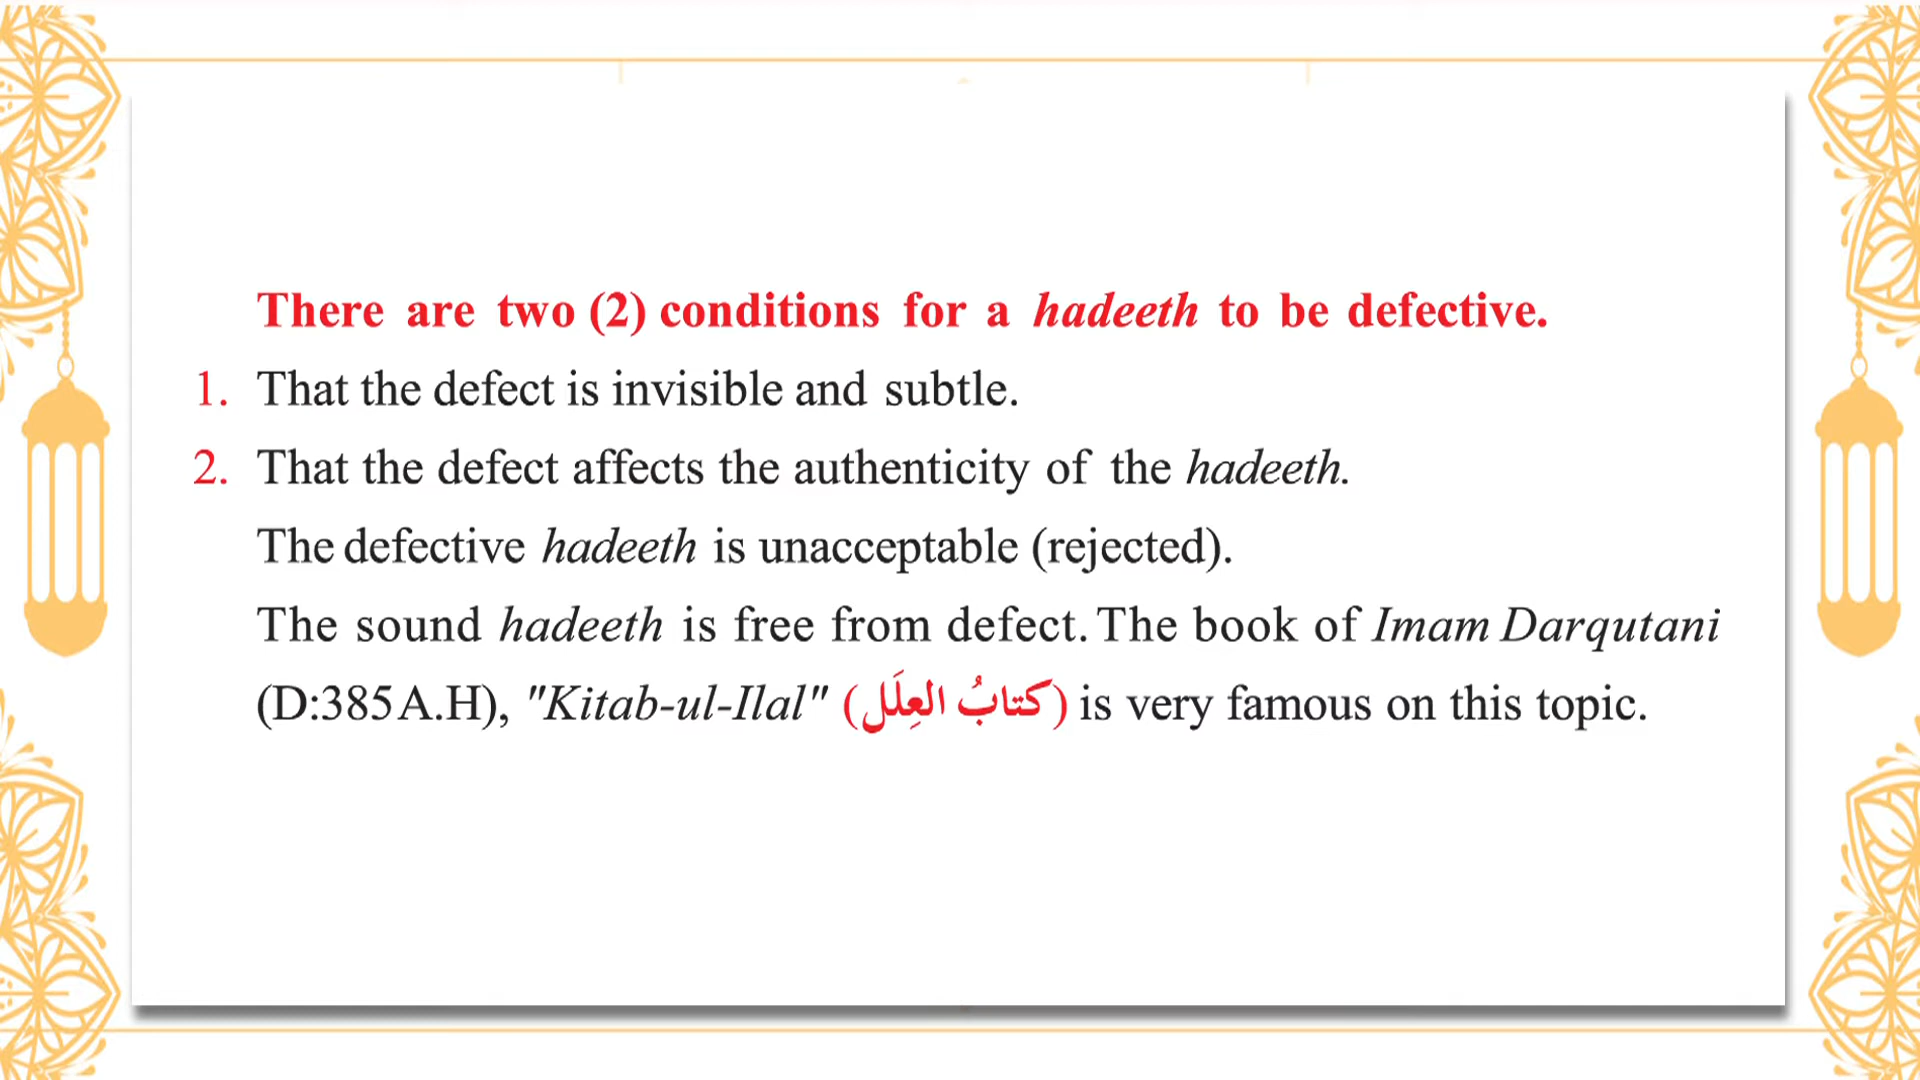 There are two (2) conditions for a hadeeth to be defective.
1. That the defect is invisible and subtle.
2. That the defect affects the authenticity of the hadeeth.
The defective hadeeth is unacceptable (rejected).
The sound hadeeth is free from defect. The book of Imam Darqutani
(D:385 A.H), "Kitab-ul-Ilal" (كتابُ العِلَل) is very famous on this topic.